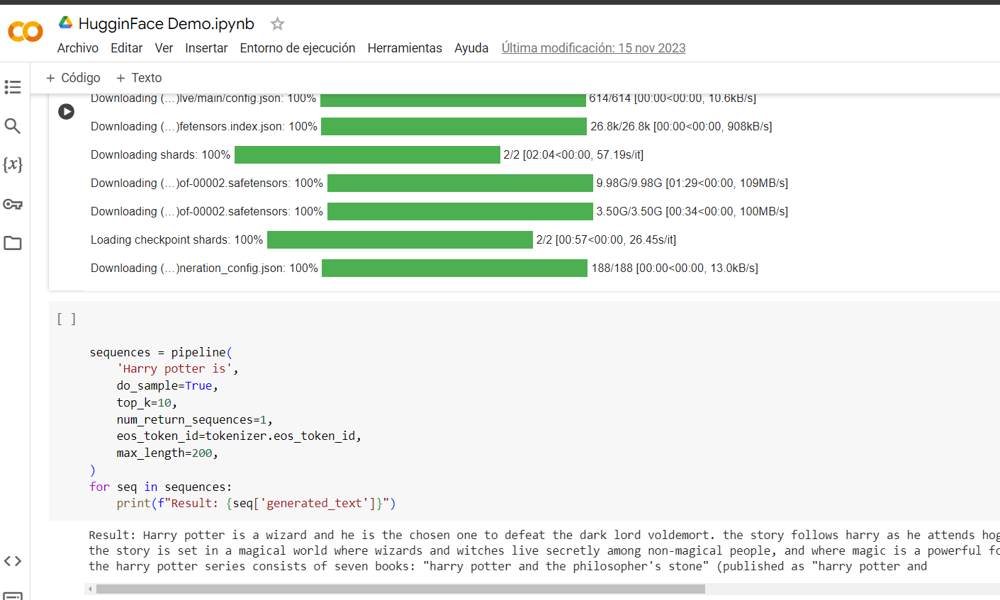 HugginFace Demo.ipynb
Archivo Editar Ver Insertar Entorno de ejecución Herramientas Ayuda Última modificación: 15 nov 2023
+ Código + Texto
Downloading (…)lve/main/config.json: 100% 614/614 [00:00<00:00, 10.6kB/s]
Downloading (…)fetensors.index.json: 100% 26.8k/26.8k [00:00<00:00, 908kB/s]
{x}
Downloading shards: 100% 2/2 [02:04<00:00, 57.19s/it]
Downloading (…)of-00002.safetensors: 100% 9.98G/9.98G [01:29<00:00, 109MB/s]
Downloading (…)of-00002.safetensors: 100% 3.50G/3.50G [00:34<00:00, 100MB/s]
Loading checkpoint shards: 100% 2/2 [00:57<00:00, 26.45s/it]
Downloading (…)neration_config.json: 100% 188/188 [00:00<00:00, 13.0kB/s]
[ ]
sequences = pipeline(
    'Harry potter is',
    do_sample=True,
    top_k=10,
    num_return_sequences=1,
    eos_token_id=tokenizer.eos_token_id,
    max_length=200,
)
for seq in sequences:
    print(f"Result: {seq['generated_text']}")
Result: Harry potter is a wizard and he is the chosen one to defeat the dark lord voldemort. the story follows harry as he attends hog
the story is set in a magical world where wizards and witches live secretly among non-magical people, and where magic is a powerful fo
the harry potter series consists of seven books: "harry potter and the philosopher's stone" (published as "harry potter and